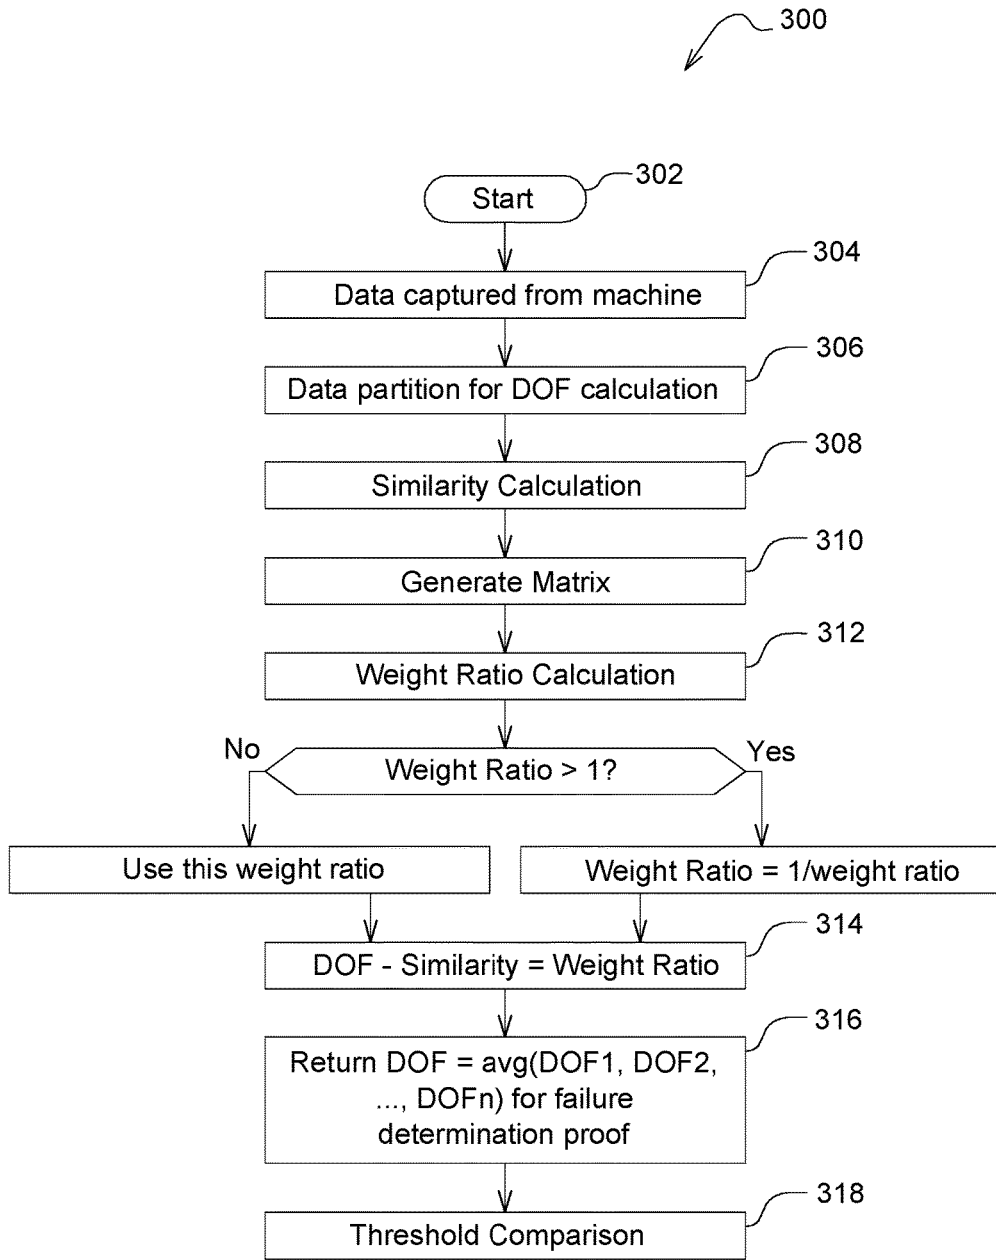 300
Start
302
Data captured from machine
304
Data partition for DOF calculation
306
Similarity Calculation
308
Generate Matrix
310
Weight Ratio Calculation
312
No
Weight Ratio > 1?
Yes
Use this weight ratio
Weight Ratio = 1/weight ratio
DOF - Similarity = Weight Ratio
314
Return DOF = avg(DOF1, DOF2,
..., DOFn) for failure
determination proof
316
Threshold Comparison
318